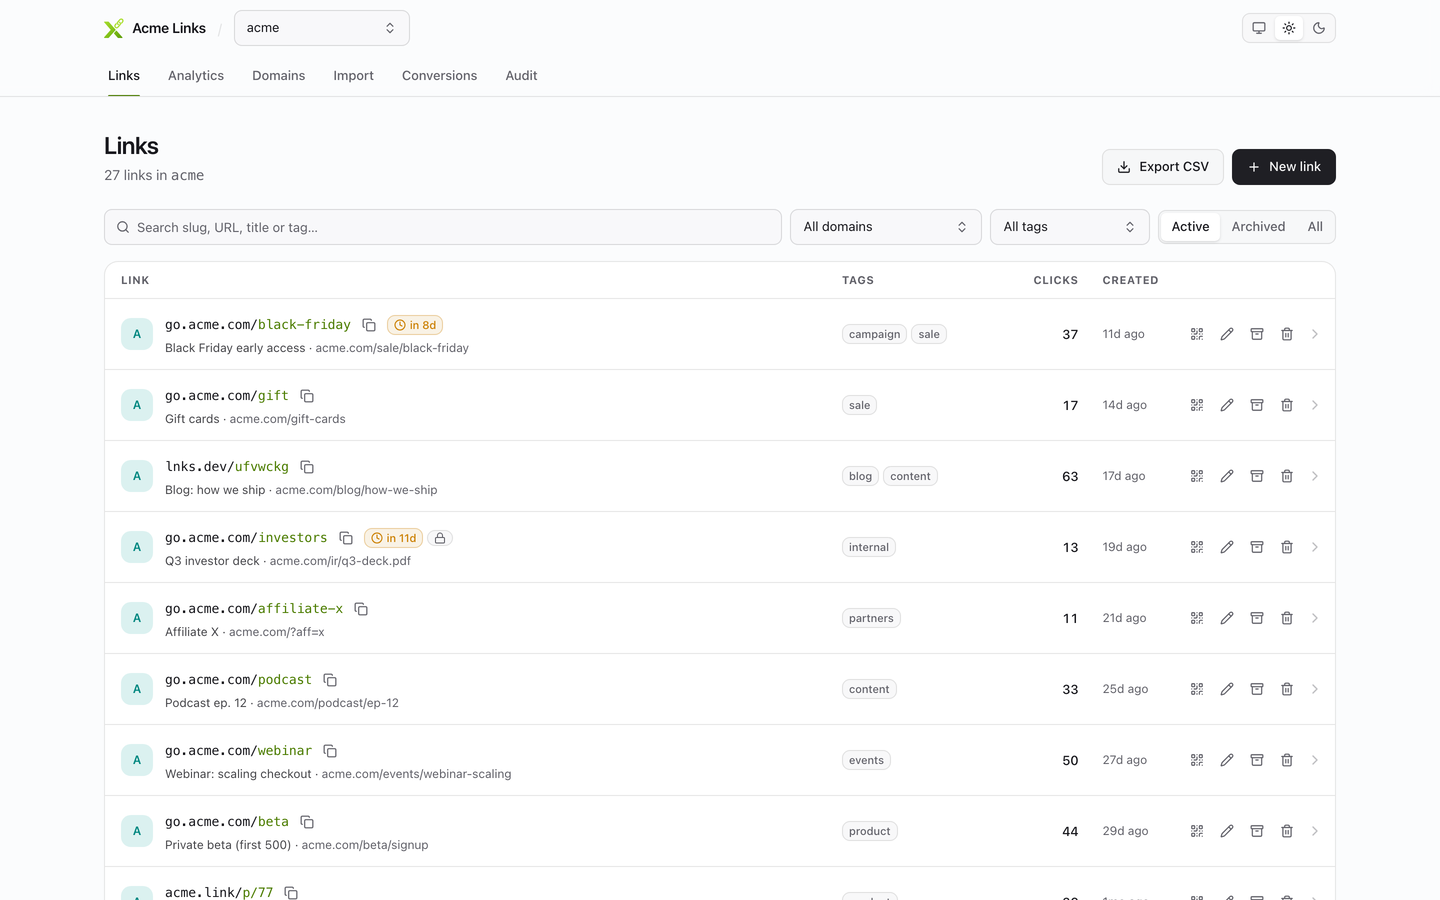 Acme Links / acme
Links Analytics Domains Import Conversions Audit
Links
27 links in acme
Export CSV
New link
Search slug, URL, title or tag...
All domains
All tags
Active Archived All
LINK TAGS CLICKS CREATED
A go.acme.com/black-friday in 8d
Black Friday early access · acme.com/sale/black-friday
campaign sale 37 11d ago
A go.acme.com/gift
Gift cards · acme.com/gift-cards
sale 17 14d ago
A lnks.dev/ufvwckg
Blog: how we ship · acme.com/blog/how-we-ship
blog content 63 17d ago
A go.acme.com/investors in 11d
Q3 investor deck · acme.com/ir/q3-deck.pdf
internal 13 19d ago
A go.acme.com/affiliate-x
Affiliate X · acme.com/?aff=x
partners 11 21d ago
A go.acme.com/podcast
Podcast ep. 12 · acme.com/podcast/ep-12
content 33 25d ago
A go.acme.com/webinar
Webinar: scaling checkout · acme.com/events/webinar-scaling
events 50 27d ago
A go.acme.com/beta
Private beta (first 500) · acme.com/beta/signup
product 44 29d ago
acme.link/p/77